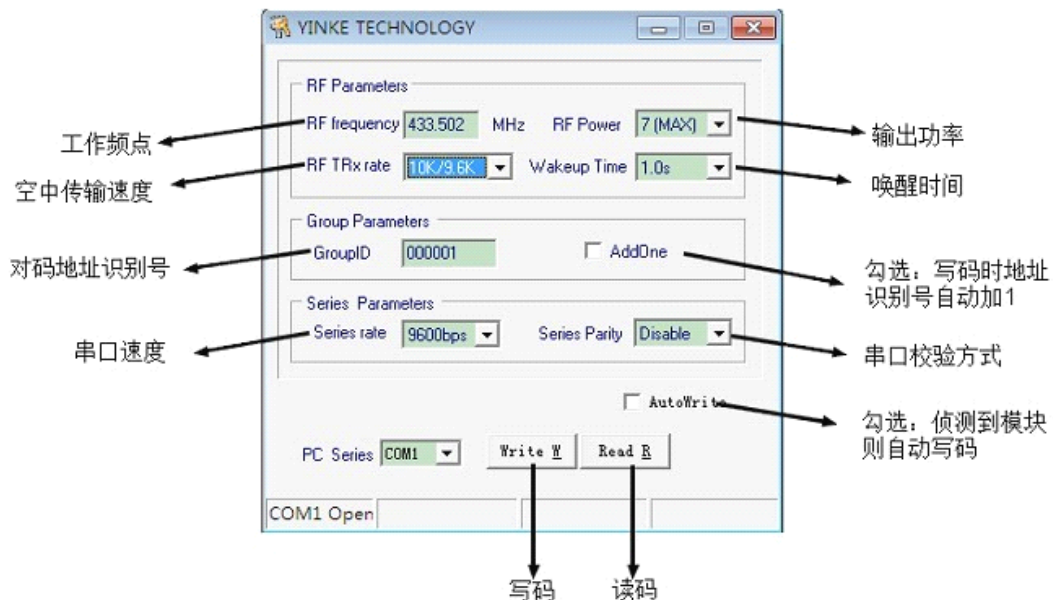 YINKE TECHNOLOGY
RF Parameters
工作频点
RF frequency 433.502 MHz RF Power 7 (MAX)
输出功率
空中传输速度
RF TRx rate 10K/9.6K Wakeup Time 1.0s
唤醒时间
Group Parameters
对码地址识别号
GroupID 000001 AddOne
勾选：写码时地址
识别号自动加1
Series Parameters
串口速度
Series rate 9600bps Series Parity Disable
串口校验方式
AutoWrite
勾选：侦测到模块
则自动写码
PC Series COM1 Write W Read R
COM1 Open
写码 读码